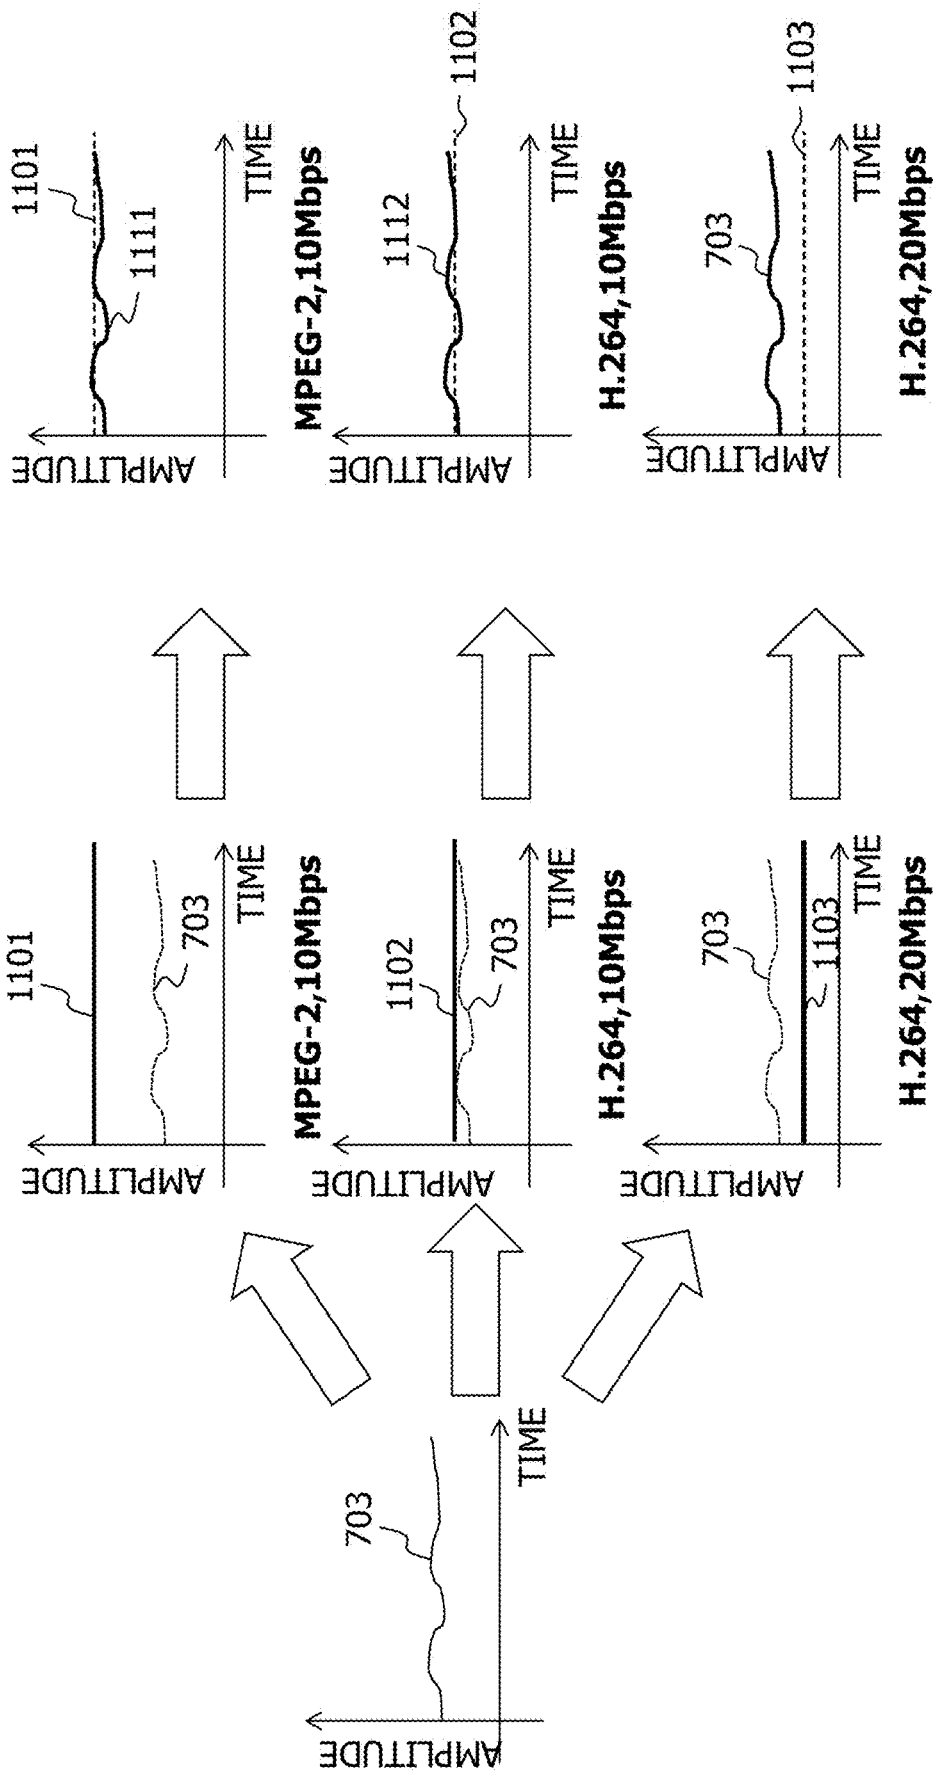 AMPLITUDE
703
TIME
AMPLITUDE
1101
703
TIME
MPEG-2,10Mbps
AMPLITUDE
1102
703
TIME
H.264,10Mbps
AMPLITUDE
703
1103
TIME
H.264,20Mbps
AMPLITUDE
1101
1111
TIME
MPEG-2,10Mbps
AMPLITUDE
1112
1102
TIME
H.264,10Mbps
AMPLITUDE
703
1103
TIME
H.264,20Mbps